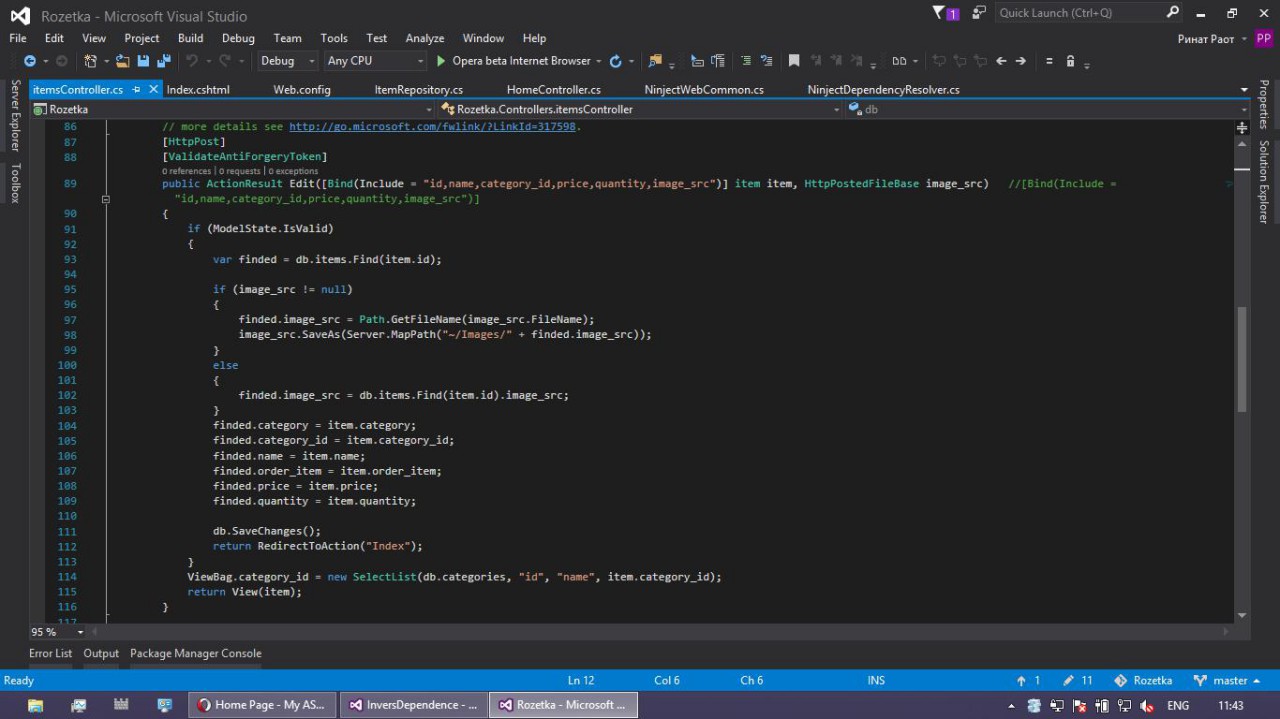 Rozetka - Microsoft Visual Studio
1
Quick Launch (Ctrl+Q)
File Edit View Project Build Debug Team Tools Test Analyze Window Help
Ринат Раот
РР
Debug Any CPU Opera beta Internet Browser
itemsController.cs Index.cshtml Web.config ItemRepository.cs HomeController.cs NinjectWebCommon.cs NinjectDependencyResolver.cs
Server Explorer
Toolbox
Properties
Solution Explorer
Rozetka Rozetka.Controllers.itemsController db
86 // more details see http://go.microsoft.com/fwlink/?LinkId=317598.
87 [HttpPost]
88 [ValidateAntiForgeryToken]
0 references | 0 requests | 0 exceptions
89 public ActionResult Edit([Bind(Include = "id,name,category_id,price,quantity,image_src")] item item, HttpPostedFileBase image_src) //[Bind(Include =
"id,name,category_id,price,quantity,image_src")]
90 {
91 if (ModelState.IsValid)
92 {
93 var finded = db.items.Find(item.id);
94
95 if (image_src != null)
96 {
97 finded.image_src = Path.GetFileName(image_src.FileName);
98 image_src.SaveAs(Server.MapPath("~/Images/" + finded.image_src));
99 }
100 else
101 {
102 finded.image_src = db.items.Find(item.id).image_src;
103 }
104 finded.category = item.category;
105 finded.category_id = item.category_id;
106 finded.name = item.name;
107 finded.order_item = item.order_item;
108 finded.price = item.price;
109 finded.quantity = item.quantity;
110
111 db.SaveChanges();
112 return RedirectToAction("Index");
113 }
114 ViewBag.category_id = new SelectList(db.categories, "id", "name", item.category_id);
115 return View(item);
116 }
117
95 %
Error List Output Package Manager Console
Ready Ln 12 Col 6 Ch 6 INS 1 11 Rozetka master
Home Page - My AS... InversDependence - ... Rozetka - Microsoft ... ENG 11:43